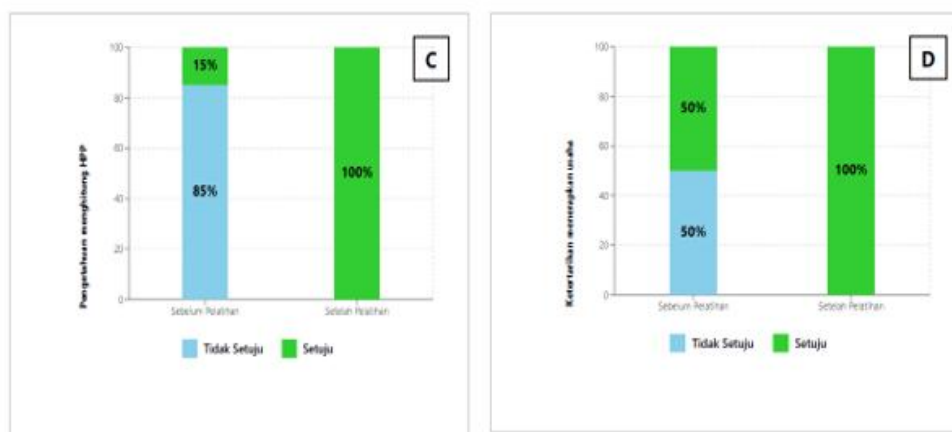 C
Pengetahuan menghitung HPP
100
80
60
40
20
0
15%
85%
100%
Sebelum Pelatihan
Setelah Pelatihan
Tidak Setuju
Setuju
D
Ketertarikan menerapkan usaha
100
80
60
40
20
0
50%
50%
100%
Sebelum Pelatihan
Setelah Pelatihan
Tidak Setuju
Setuju